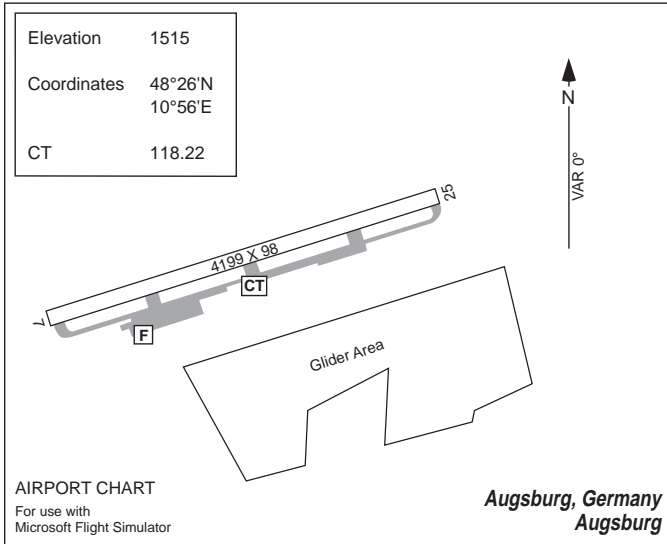 Elevation 1515
Coordinates 48°26'N
10°56'E
CT 118.22
N
VAR 0°
25
4199 X 98
CT
7
F
Glider Area
AIRPORT CHART
For use with
Microsoft Flight Simulator
Augsburg, Germany
Augsburg